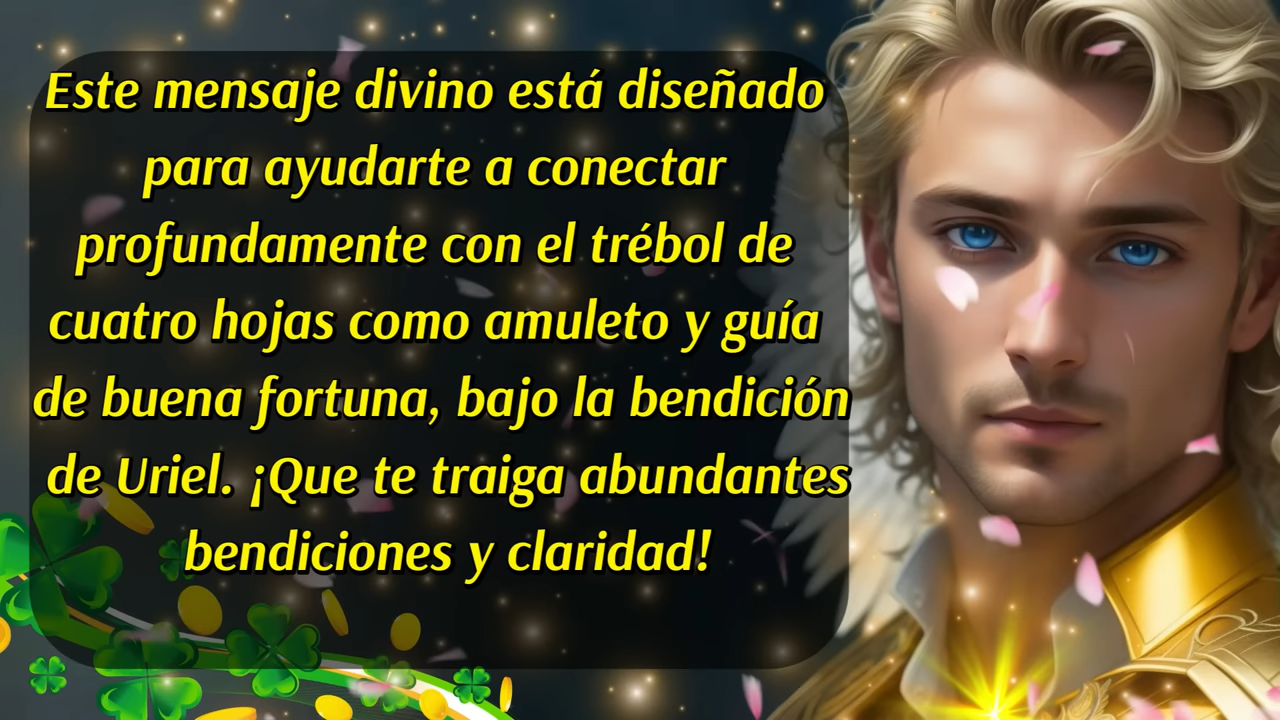 Este mensaje divino está diseñado
para ayudarte a conectar
profundamente con el trébol de
cuatro hojas como amuleto y guía
de buena fortuna, bajo la bendición
de Uriel. ¡Que te traiga abundantes
bendiciones y claridad!